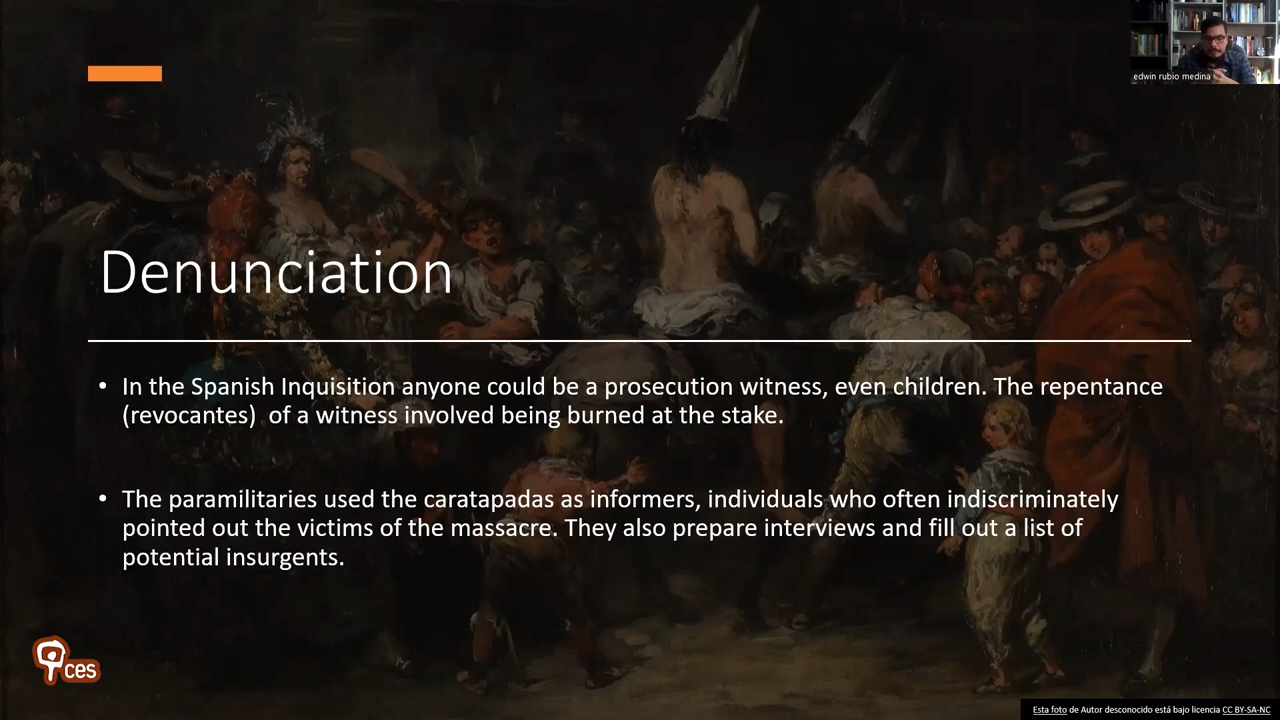 edwin rubio medina
Denunciation
• In the Spanish Inquisition anyone could be a prosecution witness, even children. The repentance
(revocantes)  of a witness involved being burned at the stake.
• The paramilitaries used the caratapadas as informers, individuals who often indiscriminately
pointed out the victims of the massacre. They also prepare interviews and fill out a list of
potential insurgents.
ces
Esta foto de Autor desconocido está bajo licencia CC BY-SA-NC